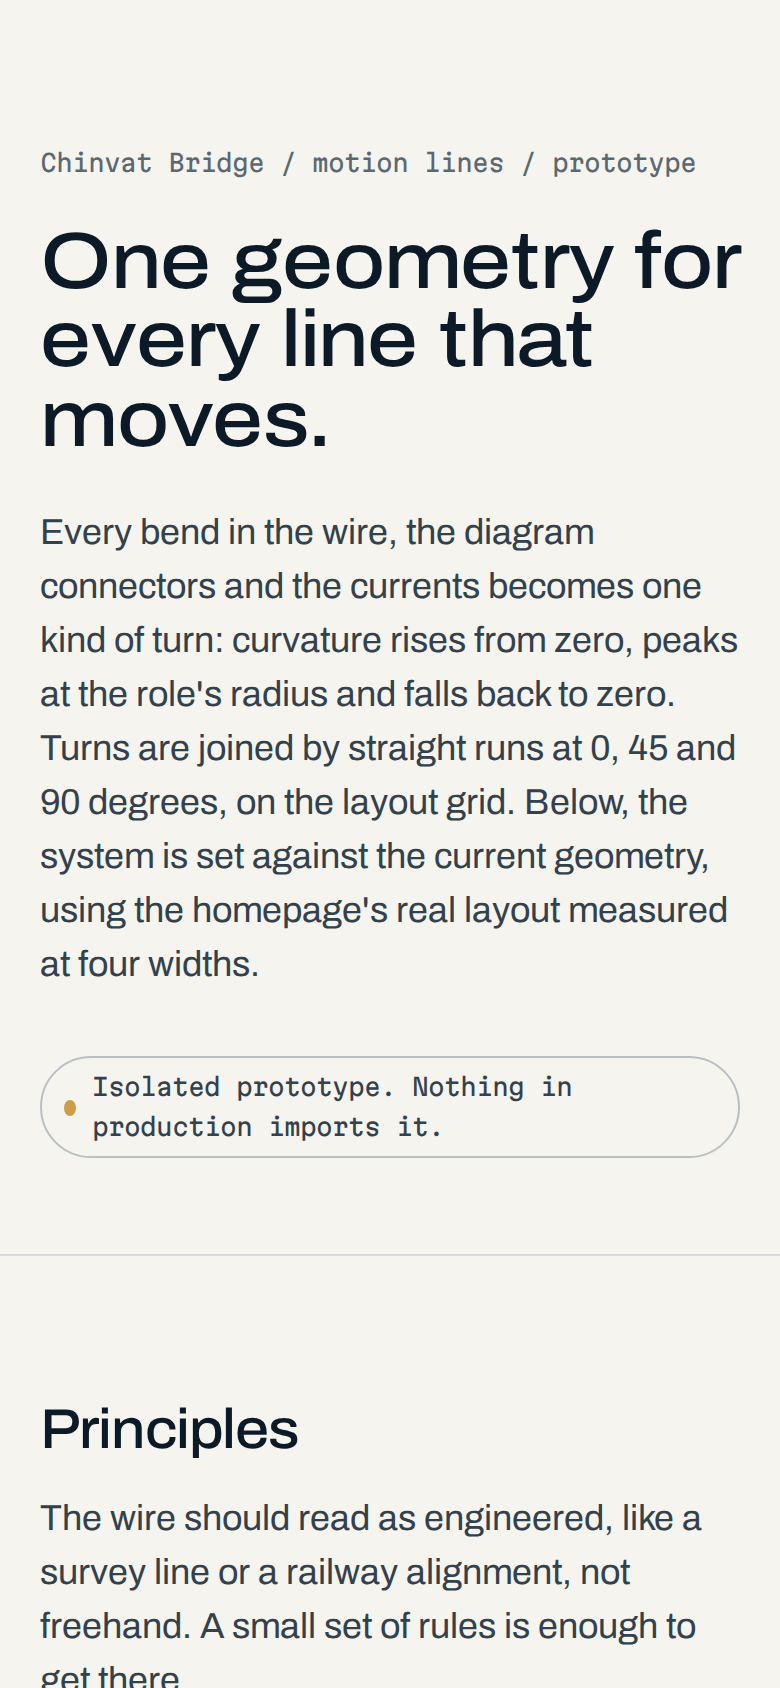 Chinvat Bridge / motion lines / prototype
One geometry for
every line that
moves.
Every bend in the wire, the diagram
connectors and the currents becomes one
kind of turn: curvature rises from zero, peaks
at the role's radius and falls back to zero.
Turns are joined by straight runs at 0, 45 and
90 degrees, on the layout grid. Below, the
system is set against the current geometry,
using the homepage's real layout measured
at four widths.
Isolated prototype. Nothing in
production imports it.
Principles
The wire should read as engineered, like a
survey line or a railway alignment, not
freehand. A small set of rules is enough to
get there